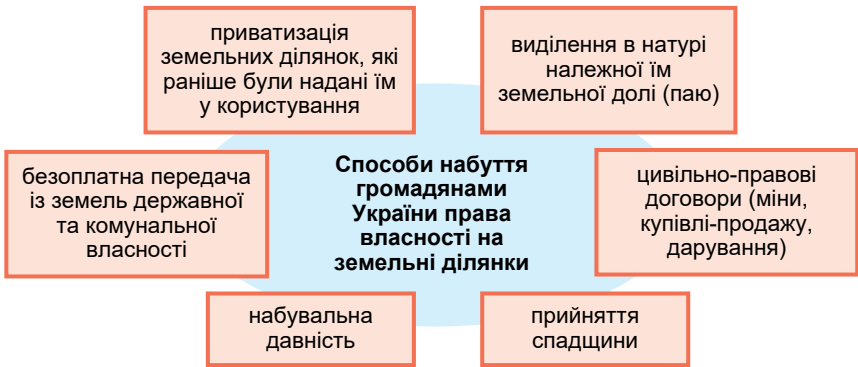 приватизація
земельних ділянок, які
раніше були надані їм
у користування
виділення в натурі
належної їм
земельної долі (паю)
безоплатна передача
із земель державної
та комунальної
власності
Способи набуття
громадянами
України права
власності на
земельні ділянки
цивільно-правові
договори (міни,
купівлі-продажу,
дарування)
набувальна
давність
прийняття
спадщини